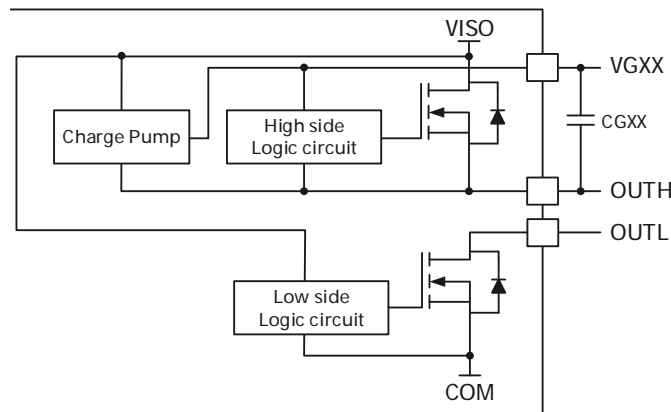 VISO
VGXX
Charge Pump
High side
Logic circuit
CGXX
OUTH
OUTL
Low side
Logic circuit
COM